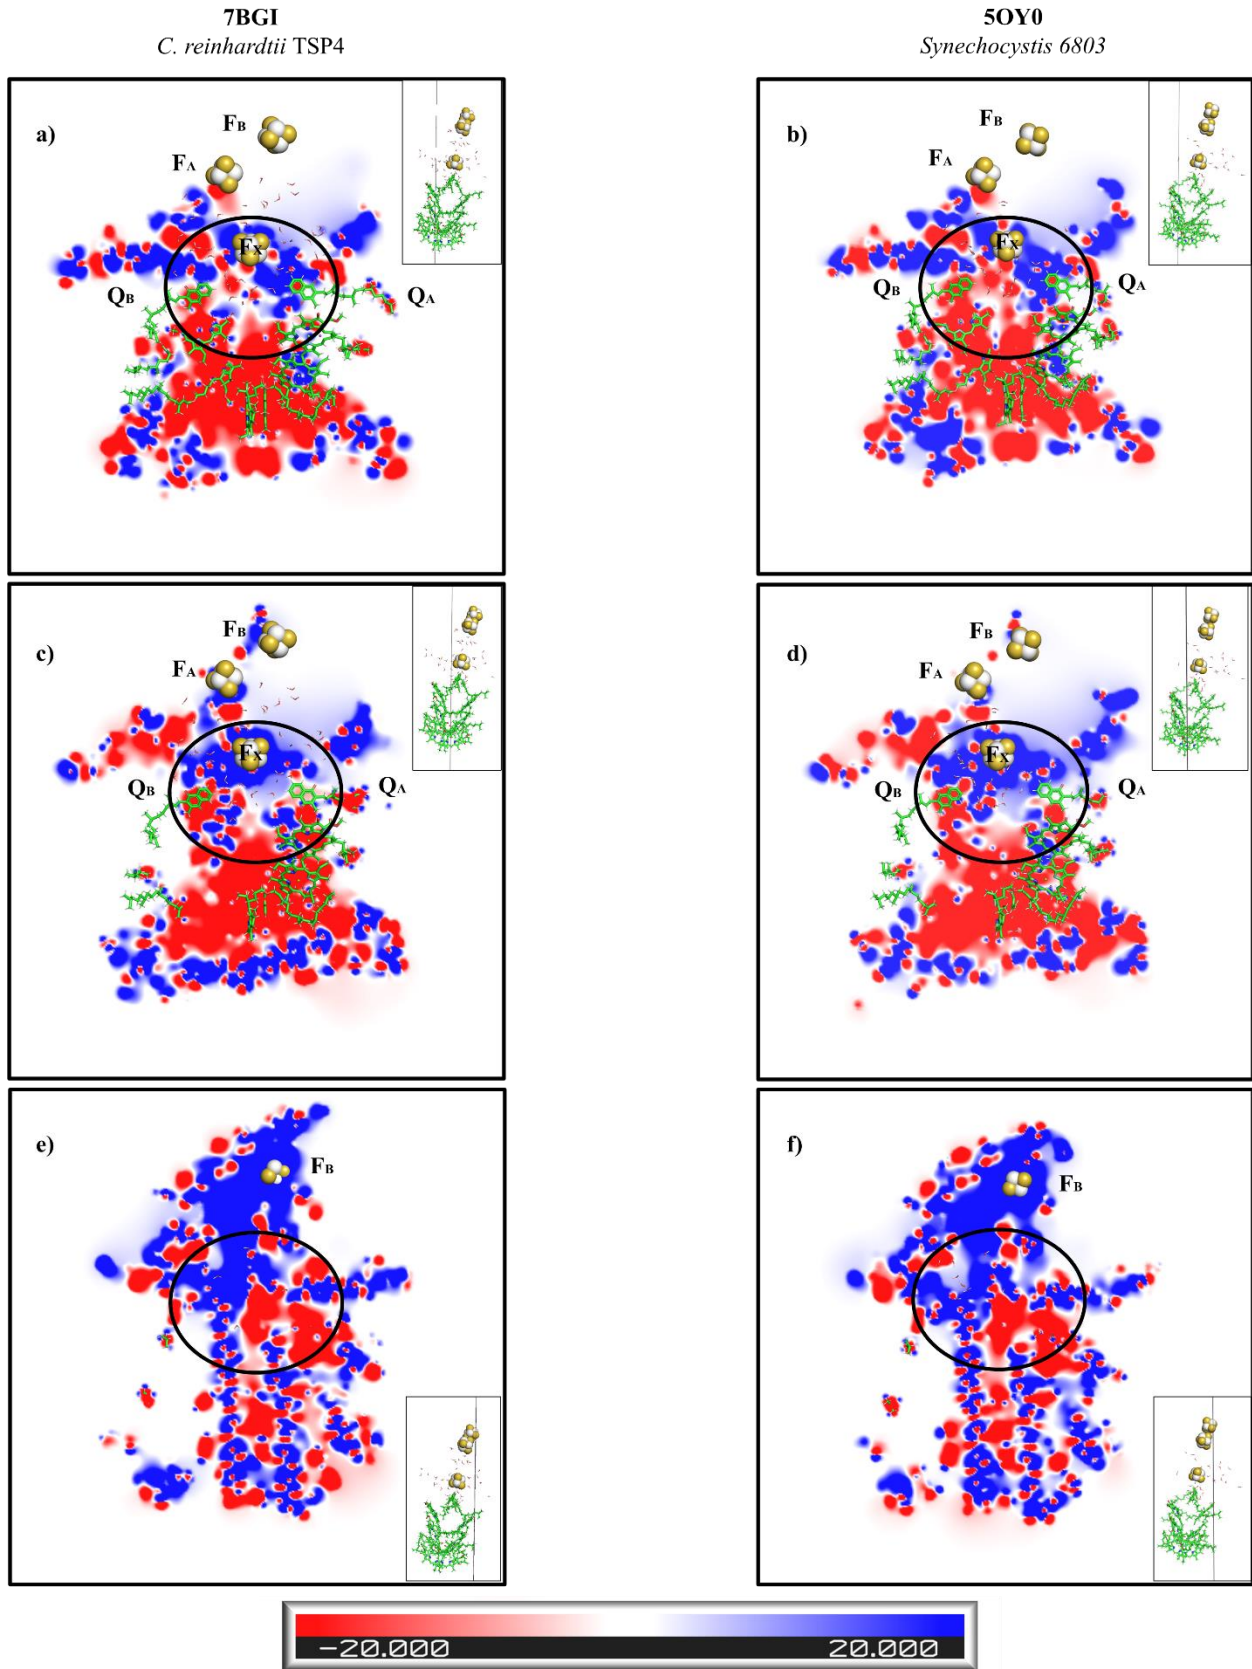 7BGI
C. reinhardtii TSP4
5OY0
Synechocystis 6803
a)
FB
FA
FX
QB
QA
b)
FB
FA
FX
QB
QA
c)
FB
FA
FX
QB
QA
d)
FB
FA
FX
QB
QA
e)
FB
f)
FB
-20.000
20.000